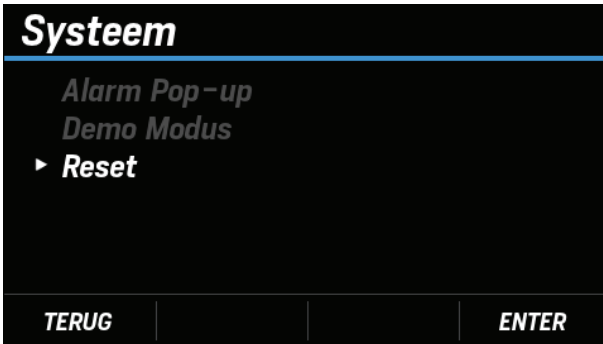 Systeem
Alarm Pop-up
Demo Modus
Reset
TERUG ENTER